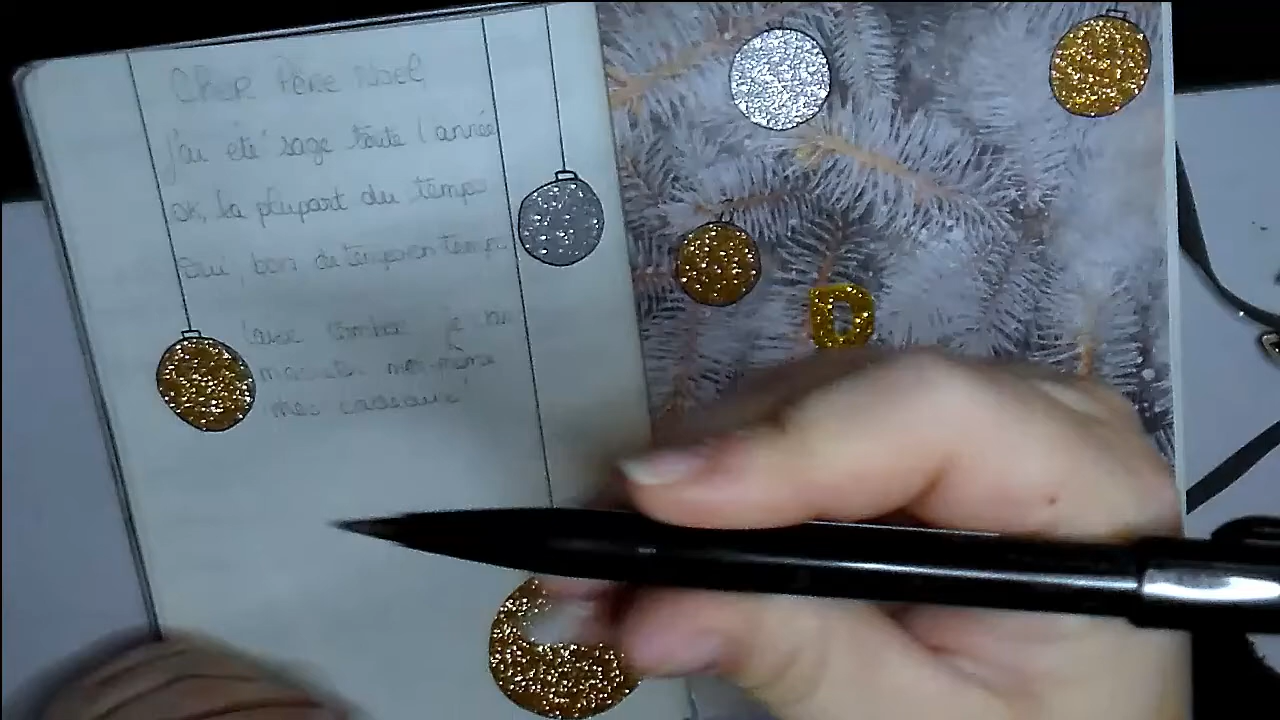 Cher Père Noël,
j'ai été sage toute l'année
ok, la plupart du temps
bon de temps en temps
laisse tomber je
moi-même
mes cadeaux
D